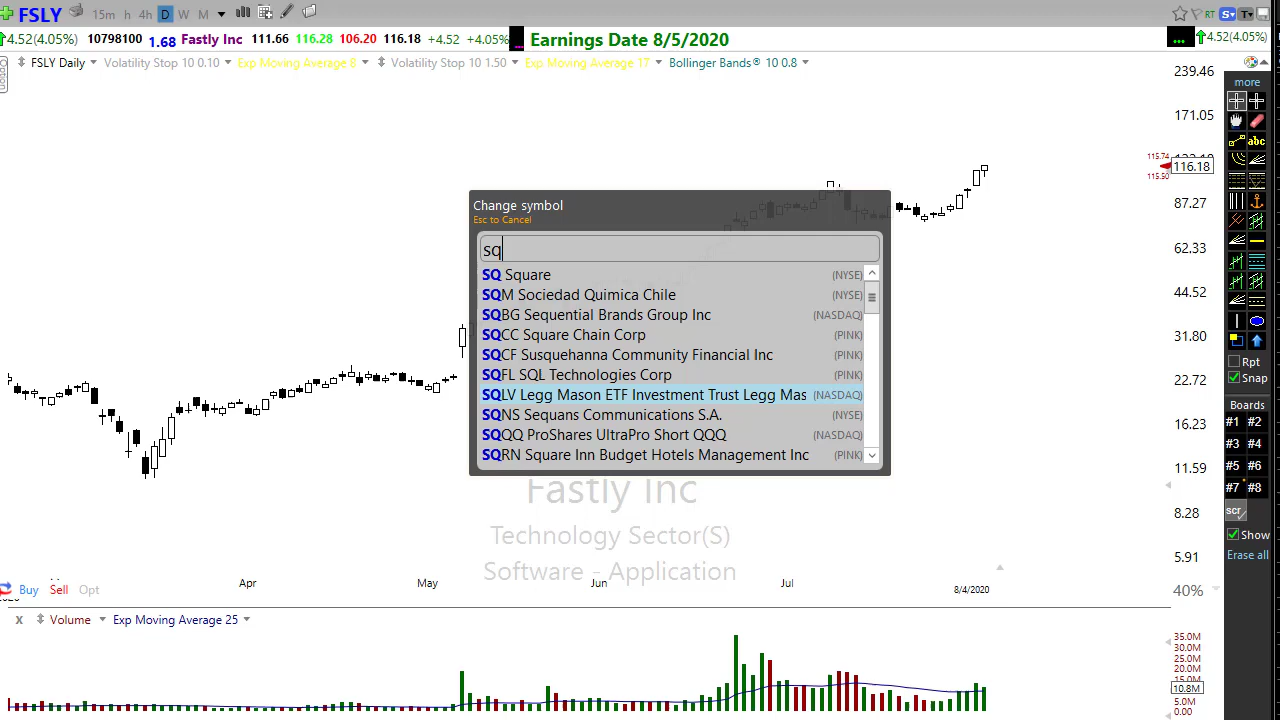 FSLY 15m h 4h D W M RT S T
4.52(4.05%) 10798100 1.68 Fastly Inc 111.66 116.28 106.20 116.18 +4.52 +4.05% ... Earnings Date 8/5/2020 ... 4.52(4.05%)
FSLY Daily Volatility Stop 10 0.10 Exp Moving Average 8 Volatility Stop 10 1.50 Exp Moving Average 17 Bollinger Bands® 10 0.8
Option
239.46
more
171.05
abc
115.74
116.18
115.50
87.27
62.33
44.52
31.80
22.72
16.23
11.59
8.28
5.91
Change symbol
Esc to Cancel
sq
SQ Square (NYSE)
SQM Sociedad Quimica Chile (NYSE)
SQBG Sequential Brands Group Inc (NASDAQ)
SQCC Square Chain Corp (PINK)
SQCF Susquehanna Community Financial Inc (PINK)
SQFL SQL Technologies Corp (PINK)
SQLV Legg Mason ETF Investment Trust Legg Mas (NASDAQ)
SQNS Sequans Communications S.A. (NYSE)
SQQQ ProShares UltraPro Short QQQ (NASDAQ)
SQRN Square Inn Budget Hotels Management Inc (PINK)
Fastly Inc
Technology Sector(S)
Software - Application
Rpt
Snap
Boards
#1 #2
#3 #4
#5 #6
#7 #8
scr
Show
Erase all
Apr May Jun Jul 8/4/2020
Buy Sell Opt 40%
x Volume Exp Moving Average 25
35.0M
30.0M
25.0M
20.0M
15.0M
10.8M
5.0M
0.00